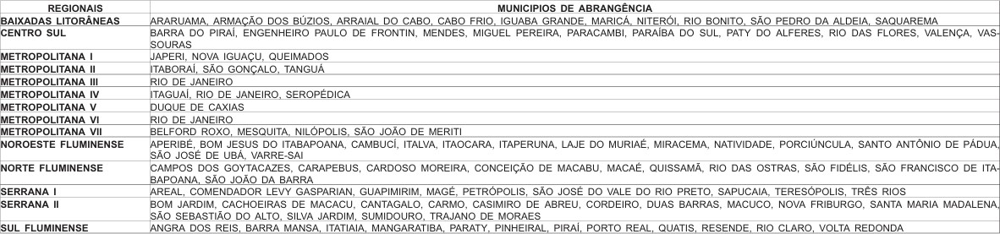 REGIONAIS MUNICIPIOS DE ABRANGÊNCIA
BAIXADAS LITORÂNEAS ARARUAMA, ARMAÇÃO DOS BÚZIOS, ARRAIAL DO CABO, CABO FRIO, IGUABA GRANDE, MARICÁ, NITERÓI, RIO BONITO, SÃO PEDRO DA ALDEIA, SAQUAREMA
CENTRO SUL BARRA DO PIRAÍ, ENGENHEIRO PAULO DE FRONTIN, MENDES, MIGUEL PEREIRA, PARACAMBI, PARAÍBA DO SUL, PATY DO ALFERES, RIO DAS FLORES, VALENÇA, VAS-
SOURAS
METROPOLITANA I JAPERI, NOVA IGUAÇU, QUEIMADOS
METROPOLITANA II ITABORAÍ, SÃO GONÇALO, TANGUÁ
METROPOLITANA III RIO DE JANEIRO
METROPOLITANA IV ITAGUAÍ, RIO DE JANEIRO, SEROPÉDICA
METROPOLITANA V DUQUE DE CAXIAS
METROPOLITANA VI RIO DE JANEIRO
METROPOLITANA VII BELFORD ROXO, MESQUITA, NILÓPOLIS, SÃO JOÃO DE MERITI
NOROESTE FLUMINENSE APERIBÉ, BOM JESUS DO ITABAPOANA, CAMBUCÍ, ITALVA, ITAOCARA, ITAPERUNA, LAJE DO MURIAÉ, MIRACEMA, NATIVIDADE, PORCIÚNCULA, SANTO ANTÔNIO DE PÁDUA,
SÃO JOSÉ DE UBÁ, VARRE-SAI
NORTE FLUMINENSE CAMPOS DOS GOYTACAZES, CARAPEBUS, CARDOSO MOREIRA, CONCEIÇÃO DE MACABU, MACAÉ, QUISSAMÃ, RIO DAS OSTRAS, SÃO FIDÉLIS, SÃO FRANCISCO DE ITA-
BAPOANA, SÃO JOÃO DA BARRA
SERRANA I AREAL, COMENDADOR LEVY GASPARIAN, GUAPIMIRIM, MAGÉ, PETRÓPOLIS, SÃO JOSÉ DO VALE DO RIO PRETO, SAPUCAIA, TERESÓPOLIS, TRÊS RIOS
SERRANA II BOM JARDIM, CACHOEIRAS DE MACACU, CANTAGALO, CARMO, CASIMIRO DE ABREU, CORDEIRO, DUAS BARRAS, MACUCO, NOVA FRIBURGO, SANTA MARIA MADALENA,
SÃO SEBASTIÃO DO ALTO, SILVA JARDIM, SUMIDOURO, TRAJANO DE MORAES
SUL FLUMINENSE ANGRA DOS REIS, BARRA MANSA, ITATIAIA, MANGARATIBA, PARATY, PINHEIRAL, PIRAÍ, PORTO REAL, QUATIS, RESENDE, RIO CLARO, VOLTA REDONDA